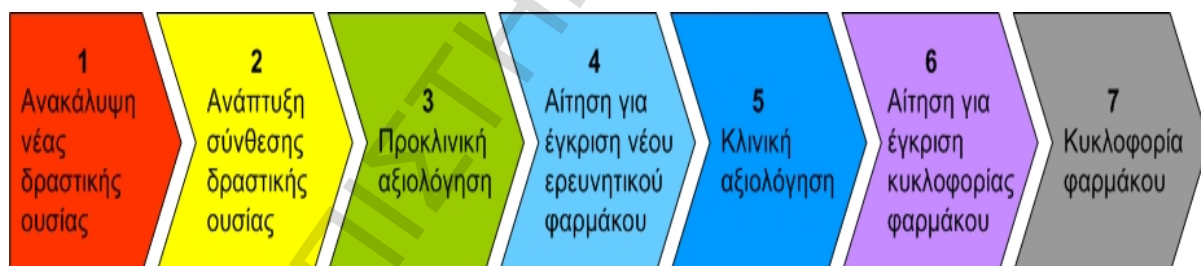 1
Ανακάλυψη
νέας
δραστικής
ουσίας
2
Ανάπτυξη
σύνθεσης
δραστικής
ουσίας
3
Προκλινική
αξιολόγηση
4
Αίτηση για
έγκριση νέου
ερευνητικού
φαρμάκου
5
Κλινική
αξιολόγηση
6
Αίτηση για
έγκριση
κυκλοφορίας
φαρμάκου
7
Κυκλοφορία
φαρμάκου